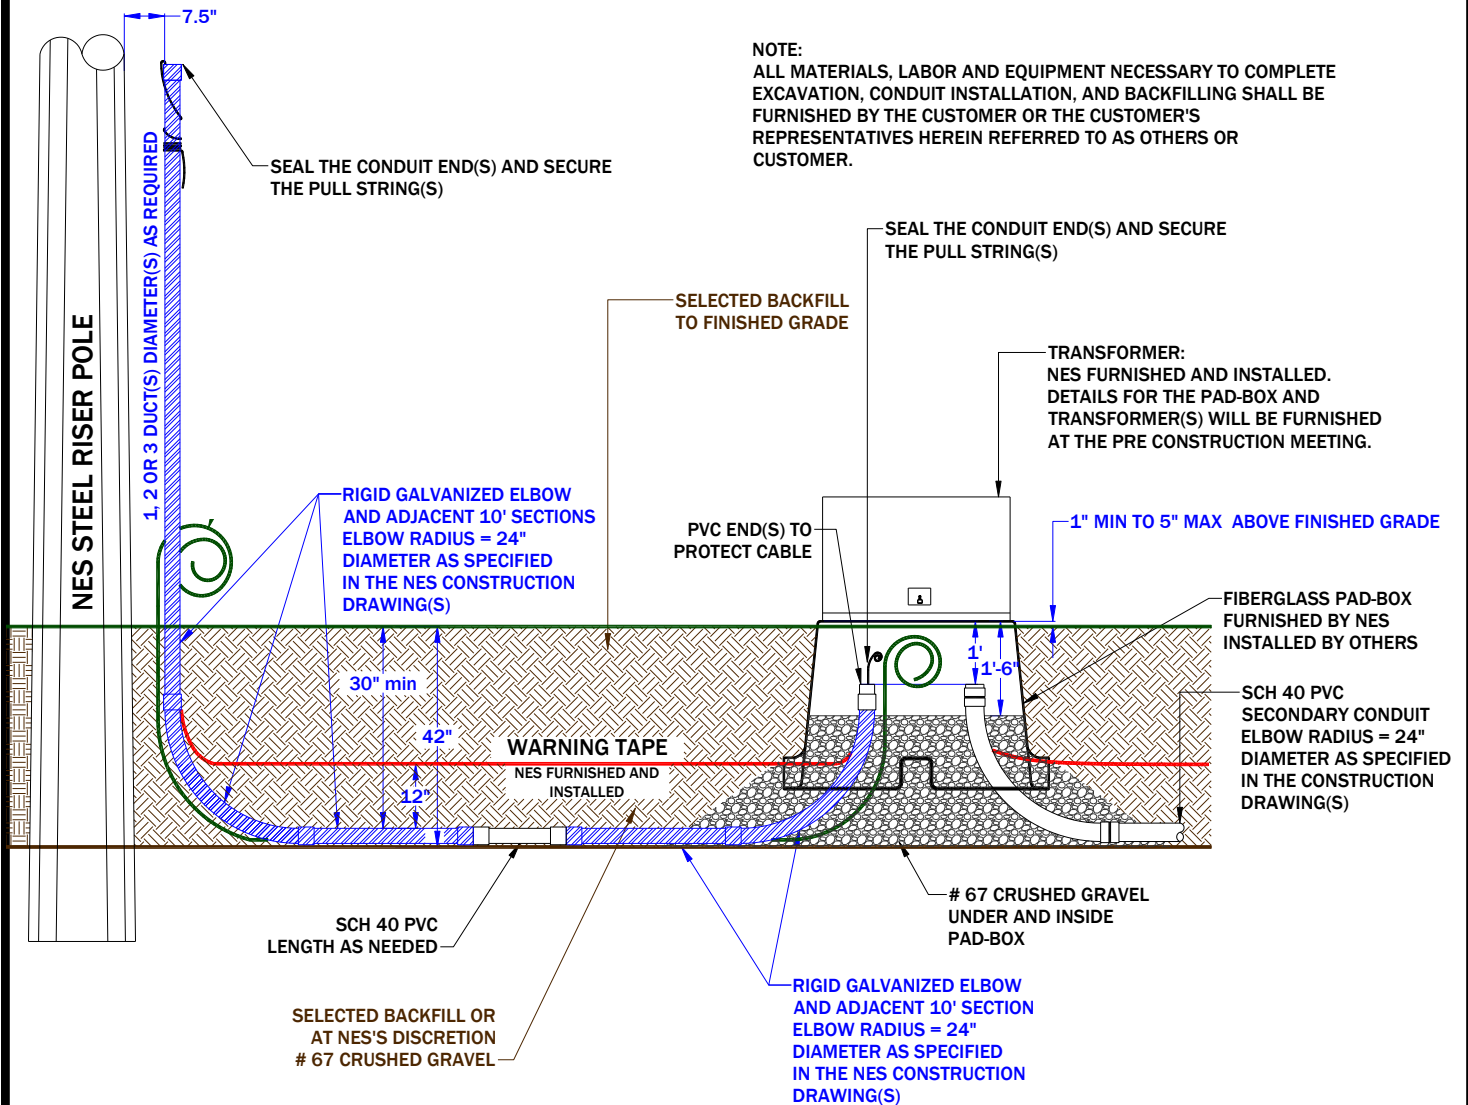 7.5"
NOTE:
ALL MATERIALS, LABOR AND EQUIPMENT NECESSARY TO COMPLETE
EXCAVATION, CONDUIT INSTALLATION, AND BACKFILLING SHALL BE
FURNISHED BY THE CUSTOMER OR THE CUSTOMER'S
REPRESENTATIVES HEREIN REFERRED TO AS OTHERS OR
CUSTOMER.
SEAL THE CONDUIT END(S) AND SECURE
THE PULL STRING(S)
1, 2 OR 3 DUCT(S) DIAMETER(S) AS REQUIRED
NES STEEL RISER POLE
SEAL THE CONDUIT END(S) AND SECURE
THE PULL STRING(S)
SELECTED BACKFILL
TO FINISHED GRADE
TRANSFORMER:
NES FURNISHED AND INSTALLED.
DETAILS FOR THE PAD-BOX AND
TRANSFORMER(S) WILL BE FURNISHED
AT THE PRE CONSTRUCTION MEETING.
RIGID GALVANIZED ELBOW
AND ADJACENT 10' SECTIONS
ELBOW RADIUS = 24"
DIAMETER AS SPECIFIED
IN THE NES CONSTRUCTION
DRAWING(S)
PVC END(S) TO
PROTECT CABLE
1" MIN TO 5" MAX  ABOVE FINISHED GRADE
FIBERGLASS PAD-BOX
FURNISHED BY NES
INSTALLED BY OTHERS
30" min
42"
12"
1'
1'-6"
WARNING TAPE
NES FURNISHED AND
INSTALLED
SCH 40 PVC
SECONDARY CONDUIT
ELBOW RADIUS = 24"
DIAMETER AS SPECIFIED
IN THE CONSTRUCTION
DRAWING(S)
SCH 40 PVC
LENGTH AS NEEDED
# 67 CRUSHED GRAVEL
UNDER AND INSIDE
PAD-BOX
SELECTED BACKFILL OR
AT NES'S DISCRETION
# 67 CRUSHED GRAVEL
RIGID GALVANIZED ELBOW
AND ADJACENT 10' SECTION
ELBOW RADIUS = 24"
DIAMETER AS SPECIFIED
IN THE NES CONSTRUCTION
DRAWING(S)